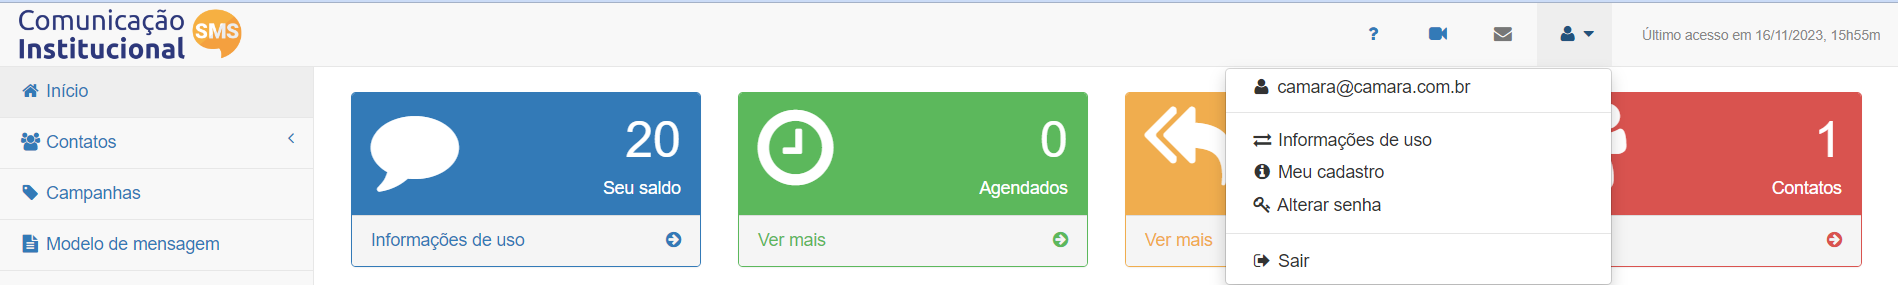 Comunicação
Institucional
SMS
?
Último acesso em 16/11/2023, 15h55m
Início
Contatos
Campanhas
Modelo de mensagem
20
Seu saldo
Informações de uso
0
Agendados
Ver mais
Ver mais
camara@camara.com.br
Informações de uso
Meu cadastro
Alterar senha
Sair
1
Contatos